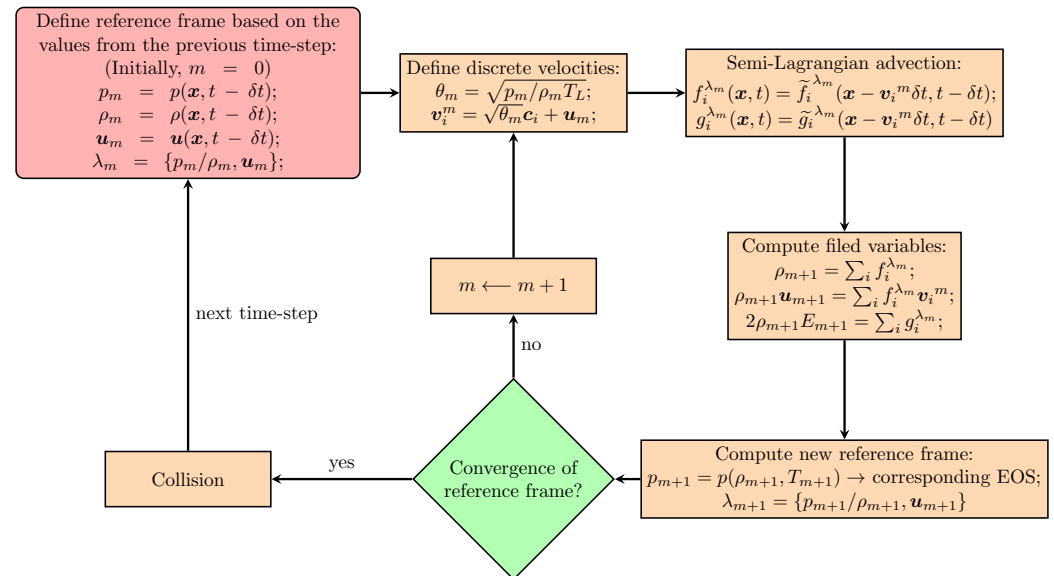 Define reference frame based on the
values from the previous time-step:
(Initially, m = 0)
p_m = p(x, t − δt);
ρ_m = ρ(x, t − δt);
u_m = u(x, t − δt);
λ_m = {p_m/ρ_m, u_m};
Define discrete velocities:
θ_m = √(p_m/ρ_m T_L);
v_i^m = √θ_m c_i + u_m;
Semi-Lagrangian advection:
f_i^{λ_m}(x, t) = f̃_i^{λ_m}(x − v_i^m δt, t − δt);
g_i^{λ_m}(x, t) = g̃_i^{λ_m}(x − v_i^m δt, t − δt)
Compute filed variables:
ρ_{m+1} = ∑_i f_i^{λ_m};
ρ_{m+1} u_{m+1} = ∑_i f_i^{λ_m} v_i^m;
2ρ_{m+1} E_{m+1} = ∑_i g_i^{λ_m};
Compute new reference frame:
p_{m+1} = p(ρ_{m+1}, T_{m+1}) → corresponding EOS;
λ_{m+1} = {p_{m+1}/ρ_{m+1}, u_{m+1}}
Convergence of
reference frame?
no
m ⟵ m + 1
yes
Collision
next time-step